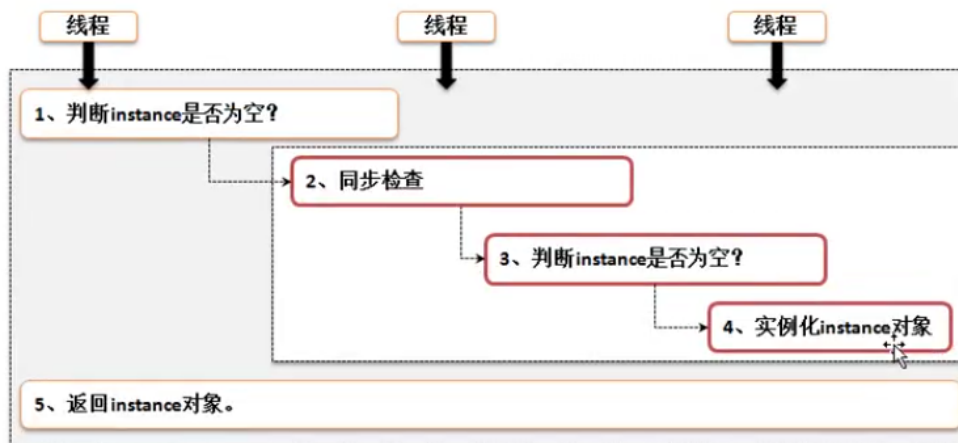 线程 线程 线程
1、判断instance是否为空？
2、同步检查
3、判断instance是否为空？
4、实例化instance对象
5、返回instance对象。